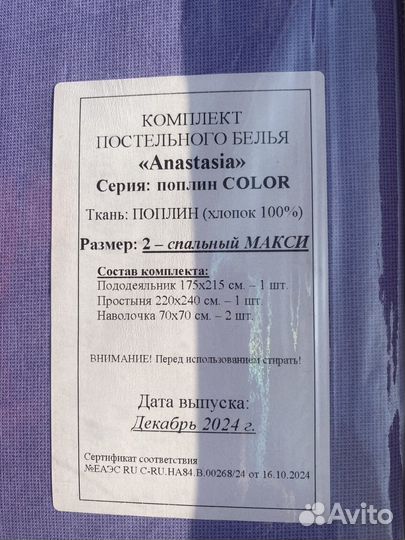 КОМПЛЕКТ
ПОСТЕЛЬНОГО БЕЛЬЯ
«Anastasia»
Серия: поплин COLOR
Ткань: ПОПЛИН (хлопок 100%)
Размер: 2 – спальный МАКСИ
Состав комплекта:
Пододеяльник 175х215 см. – 1 шт.
Простыня 220х240 см. – 1 шт.
Наволочка 70х70 см. – 2 шт.
ВНИМАНИЕ! Перед использованием стирать!
Дата выпуска:
Декабрь 2024 г.
Сертификат соответствия
№ЕАЭС RU C-RU.HA84.B.00268/24 от 16.10.2024
Avito